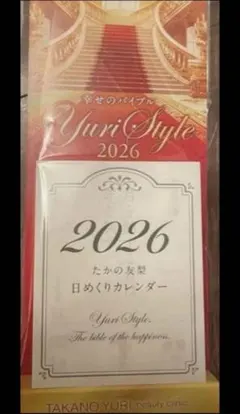 幸せのバイブル
Yuri Style
2026
2026
たかの友梨
日めくりカレンダー
Yuri Style.
The bible of the happiness.
TAKANO YURI